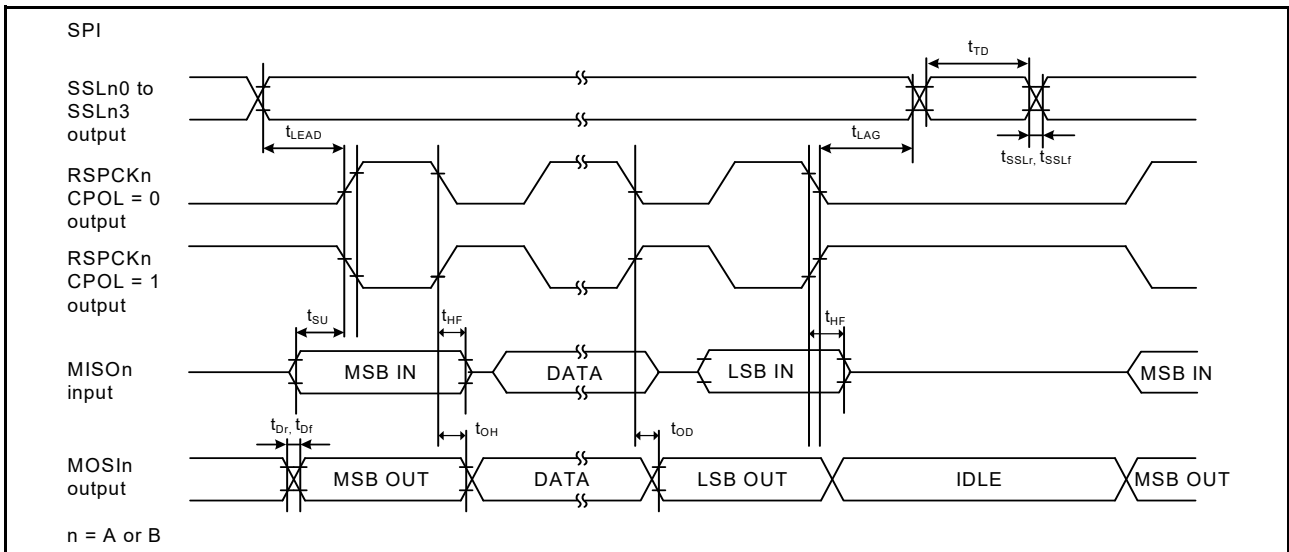 SPI
tTD
SSLn0 to
SSLn3
output
tLEAD
tLAG
tSSLr, tSSLf
RSPCKn
CPOL = 0
output
RSPCKn
CPOL = 1
output
tSU
tHF
tHF
MISOn
input
MSB IN
DATA
LSB IN
MSB IN
tDr, tDf
tOH
tOD
MOSIn
output
MSB OUT
DATA
LSB OUT
IDLE
MSB OUT
n = A or B